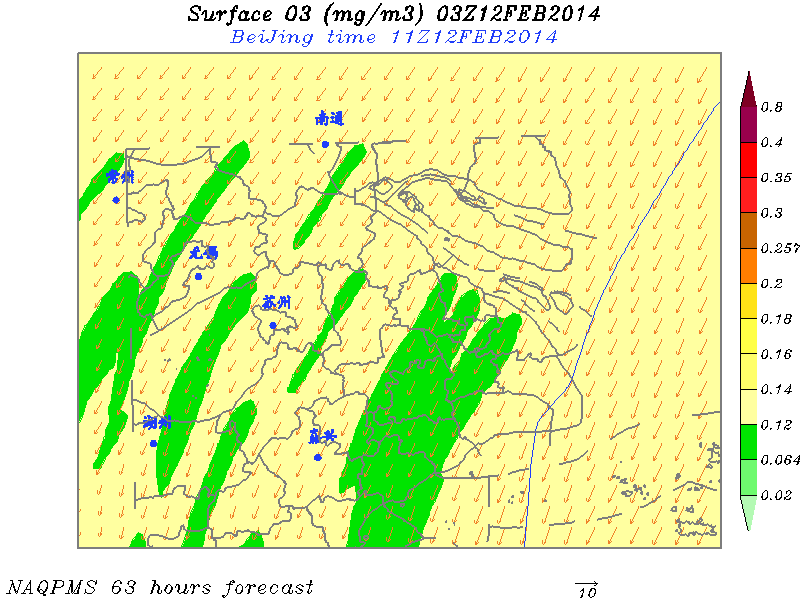 Surface O3 (mg/m3) 03Z12FEB2014
BeiJing time 11Z12FEB2014
南通
常州
无锡
苏州
湖州
嘉兴
0.8
0.4
0.35
0.3
0.257
0.2
0.18
0.16
0.14
0.12
0.064
0.02
NAQPMS 63 hours forecast
10